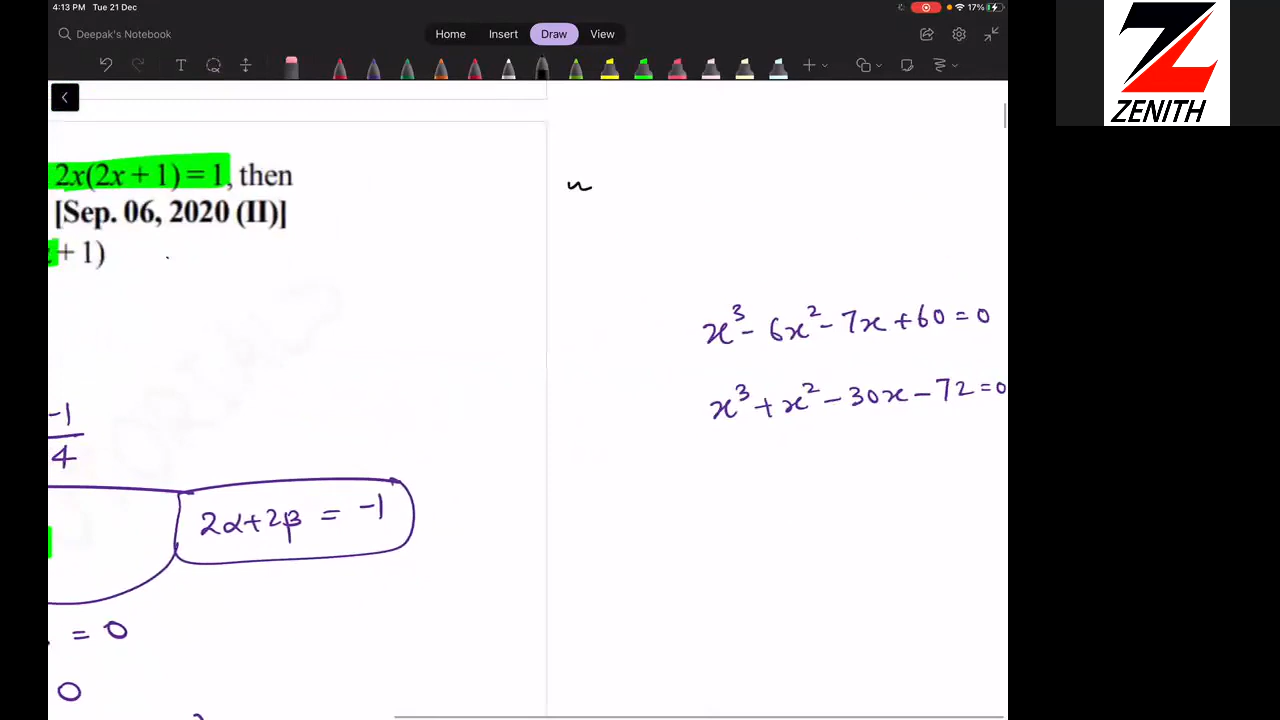 4:13 PM Tue 21 Dec
17%
Deepak's Notebook
Home Insert Draw View
ZENITH
2x(2x + 1) = 1, then
[Sep. 06, 2020 (II)]
+ 1)
x³ - 6x² - 7x + 60 = 0
x³ + x² - 30x - 72 = 0
-1
4
2α + 2β = -1
= 0
0